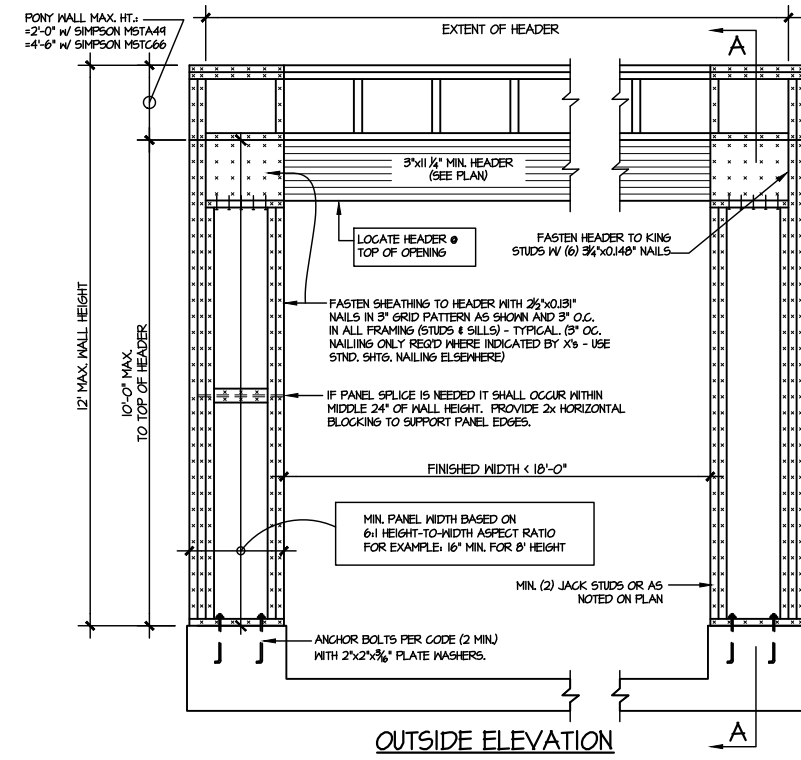 PONY WALL MAX. HT.:
=2'-0" W/ SIMPSON MSTA49
=4'-6" W/ SIMPSON MSTC66
EXTENT OF HEADER
A
3"x11 1/4" MIN. HEADER
(SEE PLAN)
LOCATE HEADER @
TOP OF OPENING
FASTEN HEADER TO KING
STUDS W/ (6) 3/4"x0.148" NAILS
12' MAX. WALL HEIGHT
10'-0" MAX.
TO TOP OF HEADER
FASTEN SHEATHING TO HEADER WITH 2 1/2"x0.131"
NAILS IN 3" GRID PATTERN AS SHOWN AND 3" O.C.
IN ALL FRAMING (STUDS & SILLS) - TYPICAL. (3" OC.
NAILING ONLY REQ'D WHERE INDICATED BY X'S - USE
STND. SHTG. NAILING ELSEWHERE)
IF PANEL SPLICE IS NEEDED IT SHALL OCCUR WITHIN
MIDDLE 24" OF WALL HEIGHT. PROVIDE 2x HORIZONTAL
BLOCKING TO SUPPORT PANEL EDGES.
FINISHED WIDTH < 18'-0"
MIN. PANEL WIDTH BASED ON
6:1 HEIGHT-TO-WIDTH ASPECT RATIO
FOR EXAMPLE: 16" MIN. FOR 8' HEIGHT
MIN. (2) JACK STUDS OR AS
NOTED ON PLAN
ANCHOR BOLTS PER CODE (2 MIN.)
WITH 2"x2"x3/16" PLATE WASHERS.
A
OUTSIDE ELEVATION